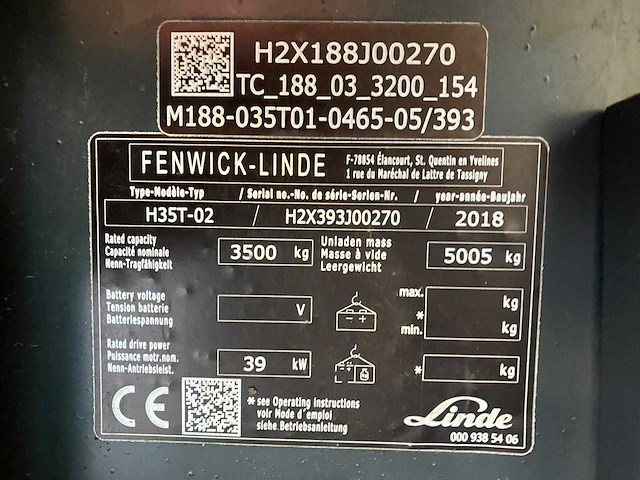 H2X188J00270
TC_188_03_3200_154
M188-035T01-0465-05/393
FENWICK-LINDE
F-78854 Élancourt, St. Quentin en Yvelines
1 rue du Maréchal de Lattre de Tassigny
Type-Modèle-Typ / Serial no.-No. de série-Serien-Nr. / year-année-Baujahr
H35T-02 / H2X393J00270 / 2018
Rated capacity
Capacité nominale
Nenn-Tragfähigkeit
3500 kg
Unladen mass
Masse à vide
Leergewicht
5005 kg
Battery voltage
Tension batterie
Batteriespannung
V
max. kg
*
min. kg
Rated drive power
Puissance motr.nom.
Nenn-Antriebsleist.
39 kW
* kg
CE
* see Operating instructions
voir Mode d'emploi
siehe Betriebsanleitung
Linde
000 938 54 06